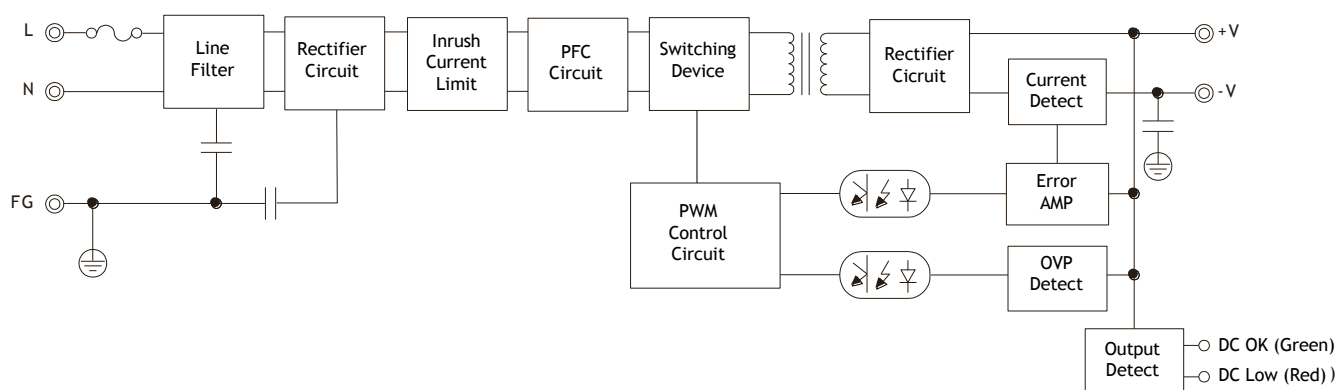 L
Line
Filter
Rectifier
Circuit
Inrush
Current
Limit
PFC
Circuit
Switching
Device
Rectifier
Cicruit
+V
N
Current
Detect
-V
FG
PWM
Control
Circuit
Error
AMP
OVP
Detect
Output
Detect
DC OK (Green)
DC Low (Red) )